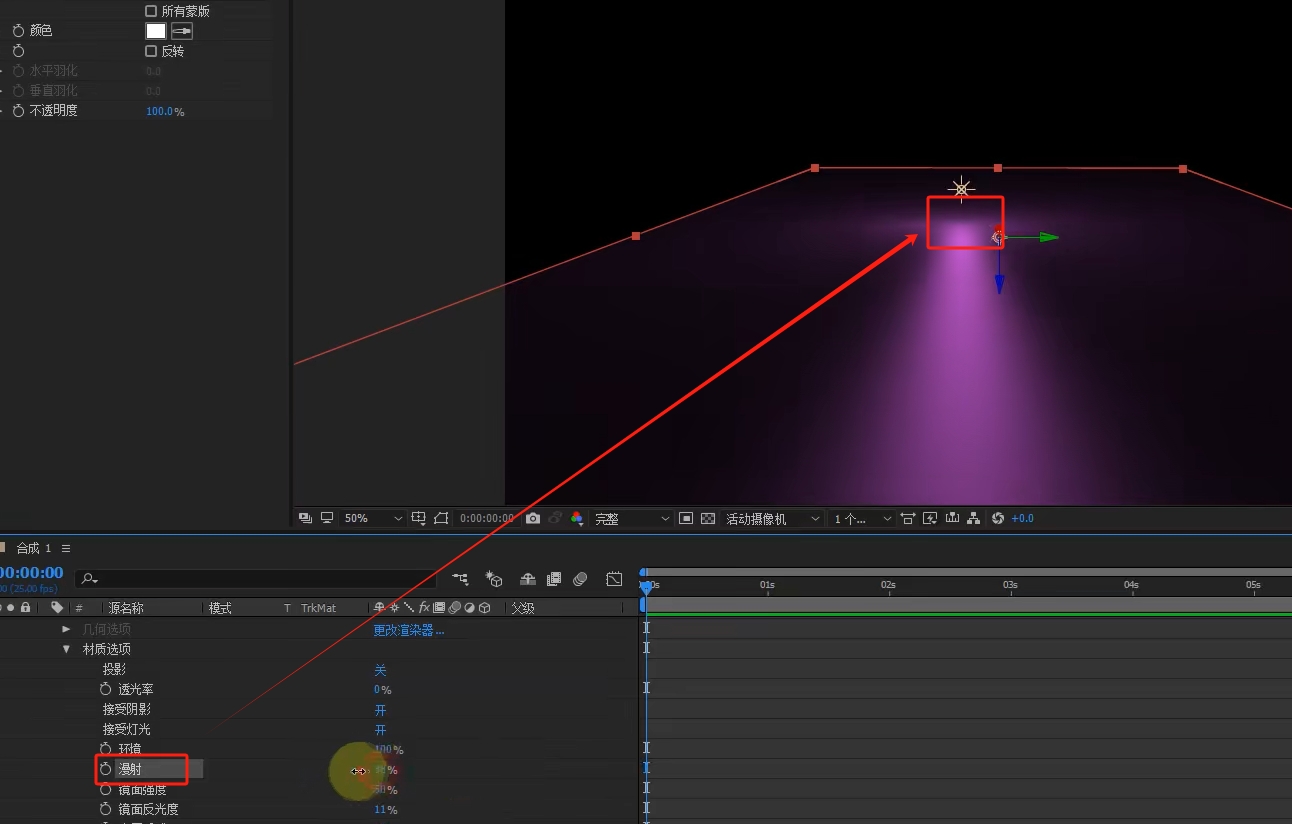 所有蒙版
颜色
反转
水平羽化 0.0
垂直羽化 0.0
不透明度 100.0%
50% 0:00:00:00 完整 活动摄像机 1 个... +0.0
合成 1
00:00:00
(25.00 fps)
# 源名称 模式 T TrkMat fx 父级
01s 02s 03s 04s 05s
几何选项 更改渲染器...
材质选项
投影 关
透光率 0%
接受阴影 开
接受灯光 开
环境 100%
漫射 %
镜面强度 50%
镜面反光度 11%